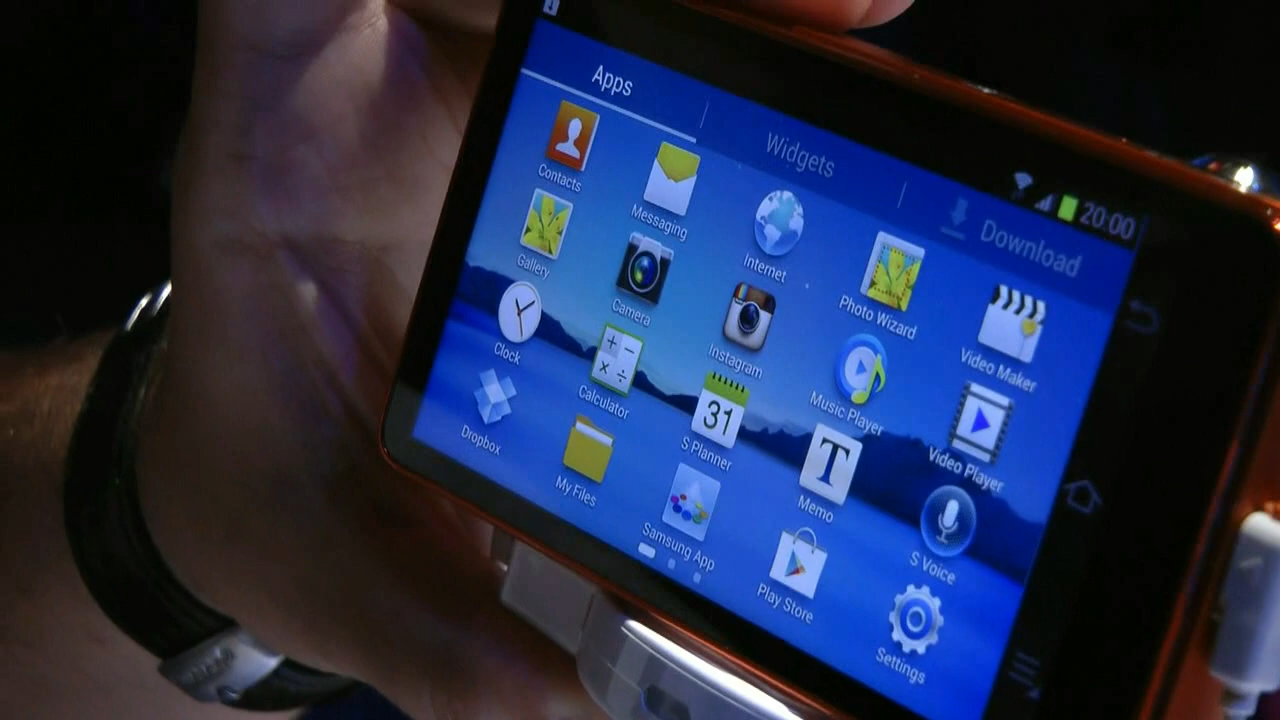 Apps
Widgets
Download
20:00
Contacts
Messaging
Internet
Photo Wizard
Video Maker
Gallery
Camera
Instagram
Music Player
Video Player
Clock
Calculator
31
S Planner
T
Memo
S Voice
Dropbox
My Files
Samsung App
Play Store
Settings